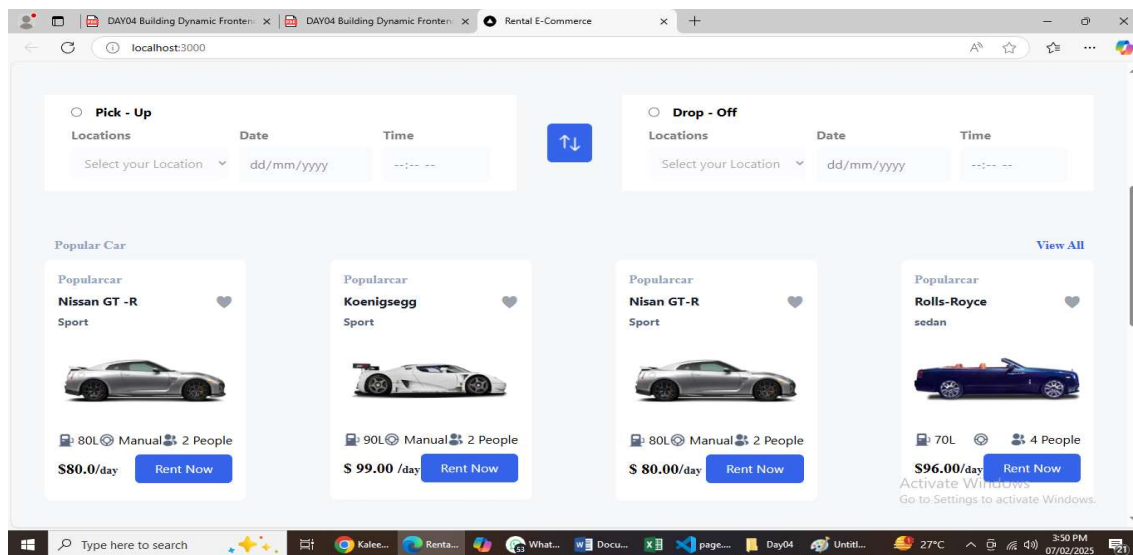 DAY04 Building Dynamic Fronten
DAY04 Building Dynamic Fronten
Rental E-Commerce
localhost:3000
Pick - Up
Drop - Off
Locations Date Time
Locations Date Time
Select your Location dd/mm/yyyy --:-- --
Select your Location dd/mm/yyyy --:-- --
Popular Car View All
Popularcar Popularcar Popularcar Popularcar
Nissan GT -R Koenigsegg Nisan GT-R Rolls-Royce
Sport Sport Sport sedan
80L Manual 2 People 90L Manual 2 People 80L Manual 2 People 70L 4 People
$80.0/day Rent Now $ 99.00 /day Rent Now $ 80.00/day Rent Now $96.00/day Rent Now
Activate Windows
Go to Settings to activate Windows.
Type here to search Kalee... Renta... What... Docu... page.... Day04 Untitl... 27°C 3:50 PM
07/02/2025